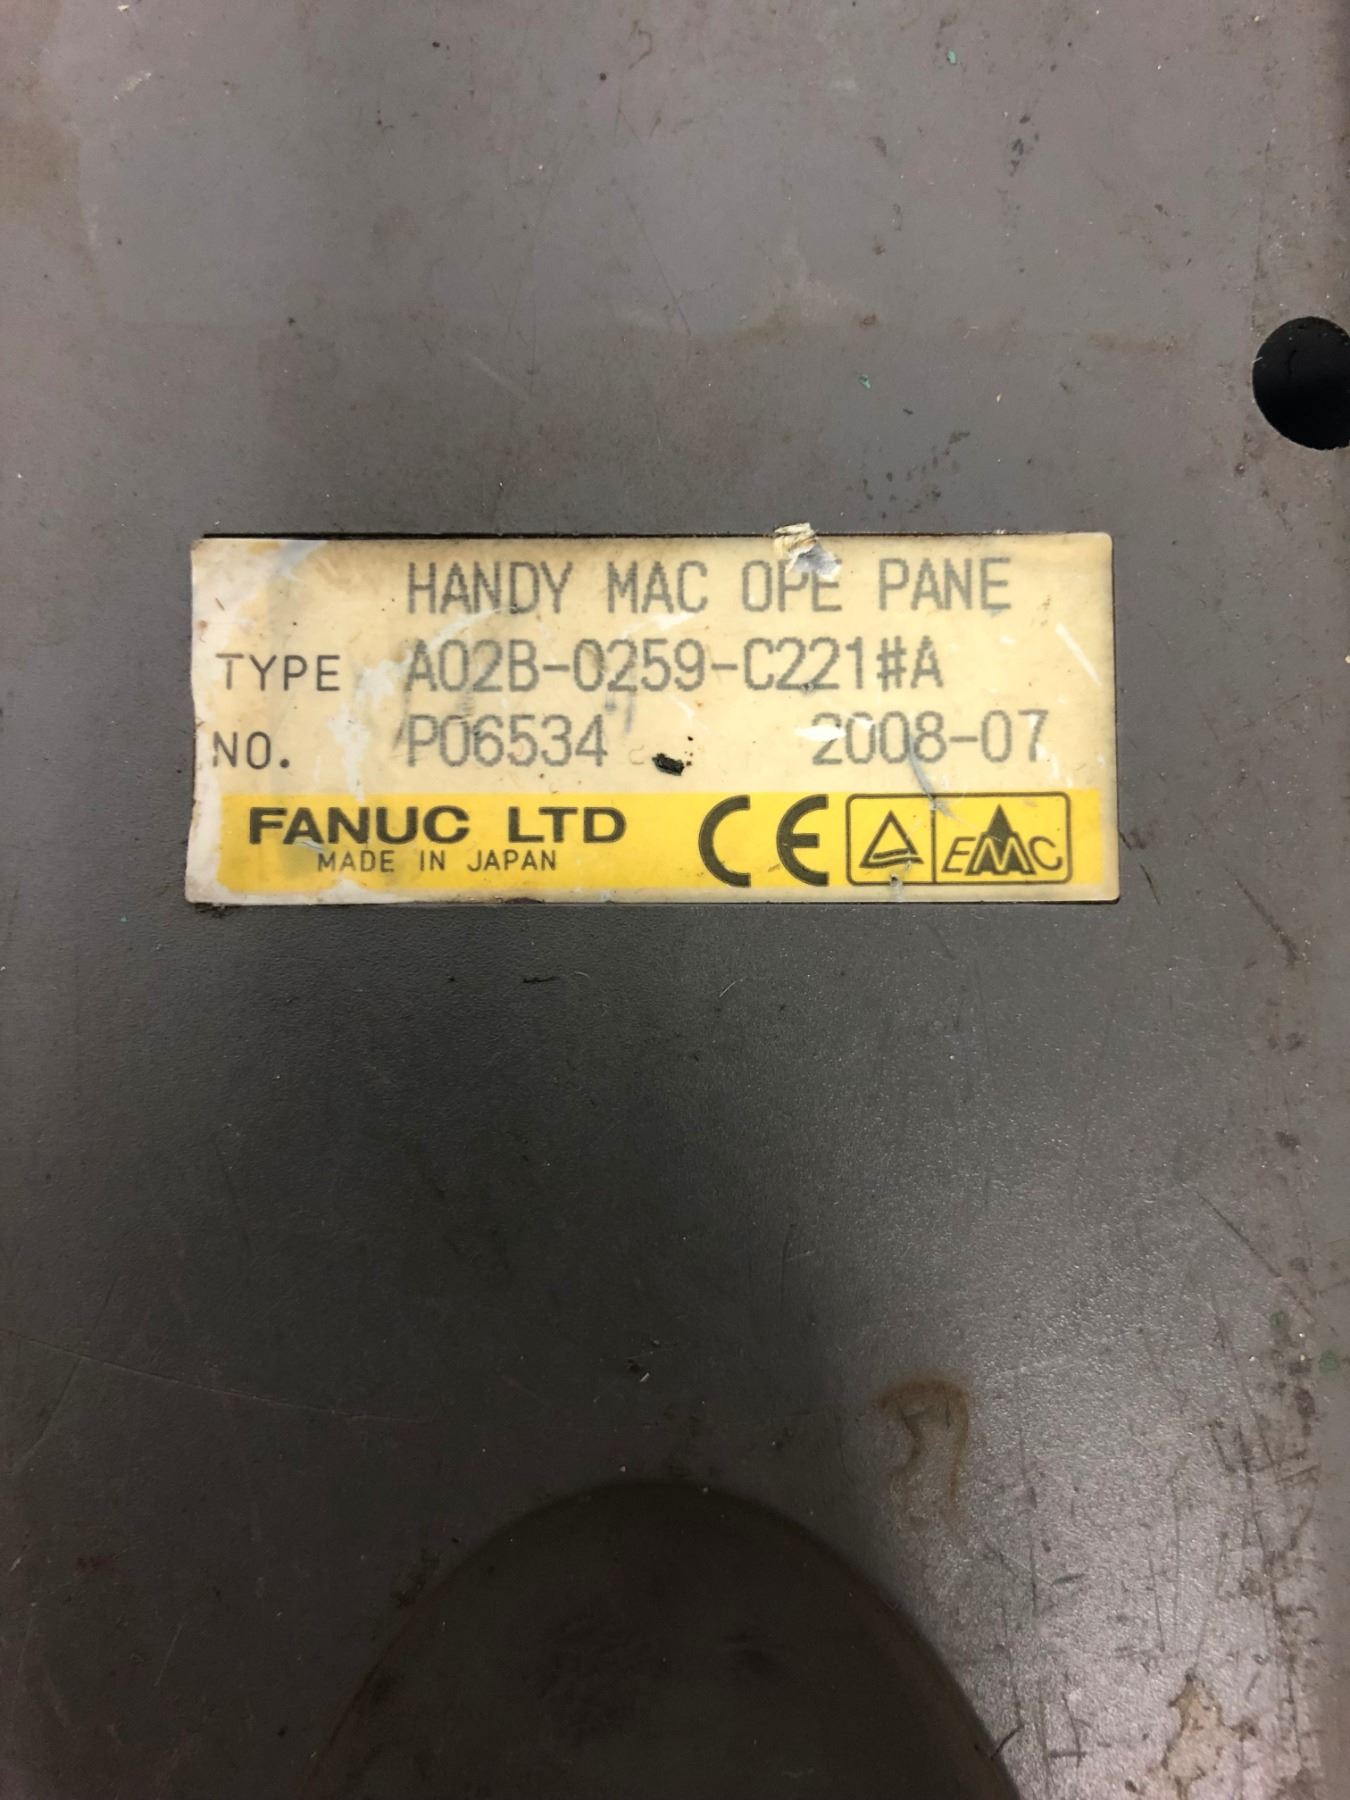 HANDY MAC OPE PANE
TYPE A02B-0259-C221#A
NO. P06534 2008-07
FANUC LTD CE EMC
MADE IN JAPAN